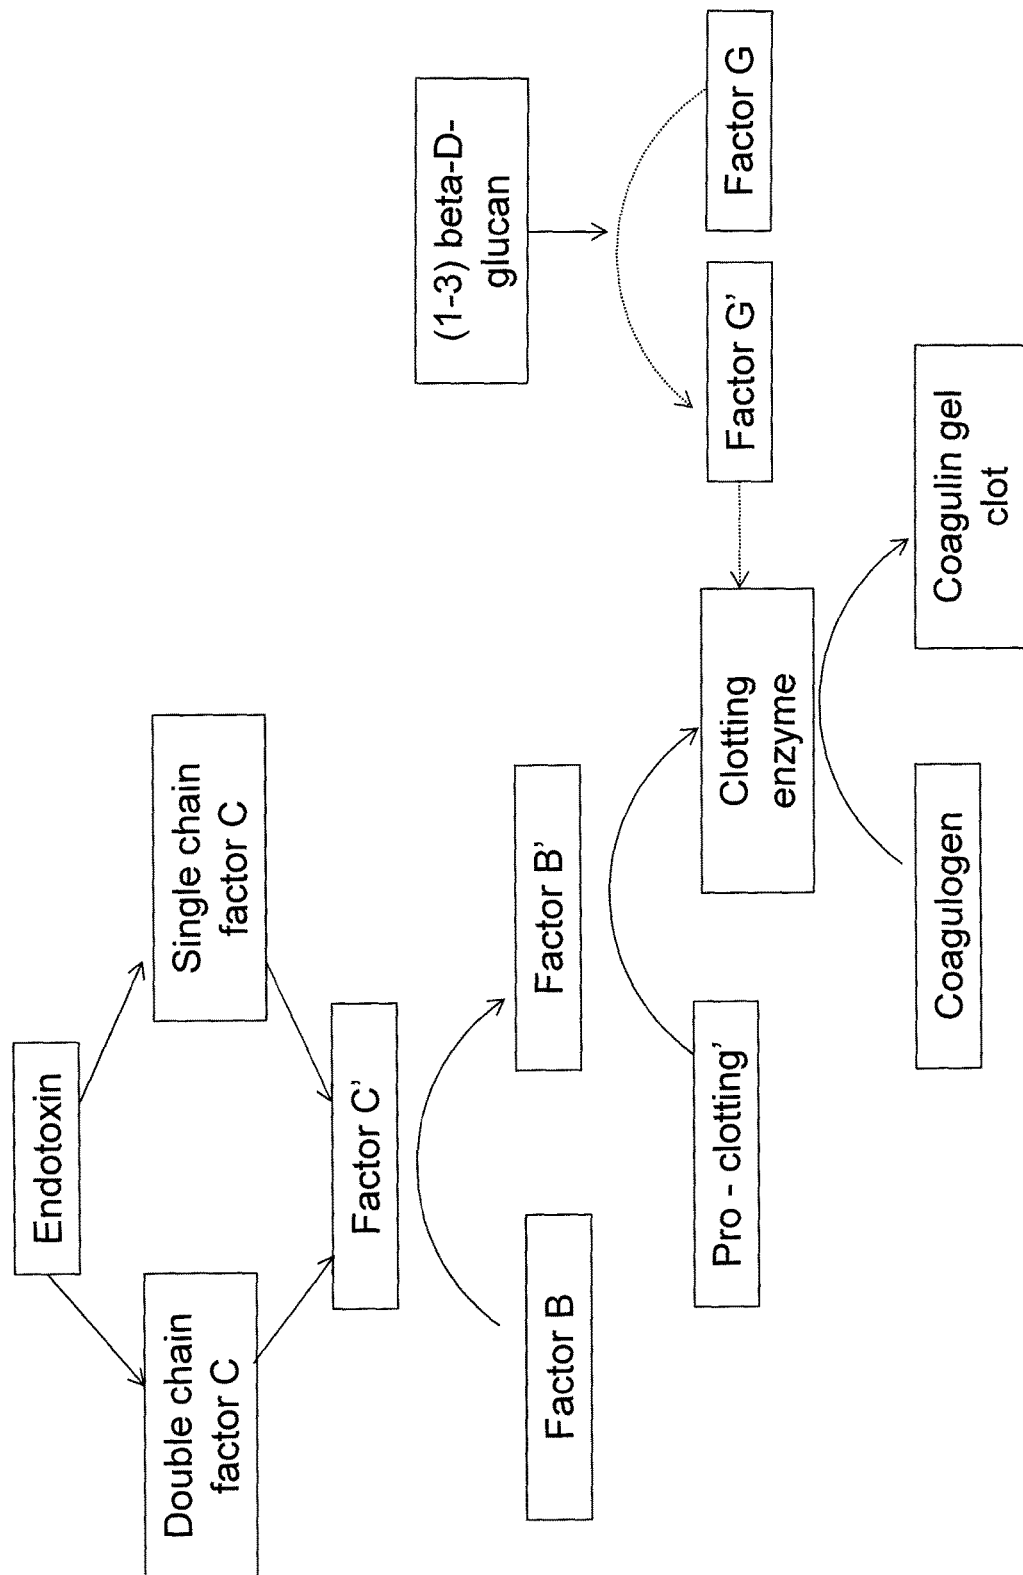 Endotoxin
Double chain
factor C
Single chain
factor C
Factor C'
Factor B
Factor B'
(1-3) beta-D-
glucan
Pro - clotting'
Clotting
enzyme
Factor G'
Factor G
Coagulogen
Coagulin gel
clot